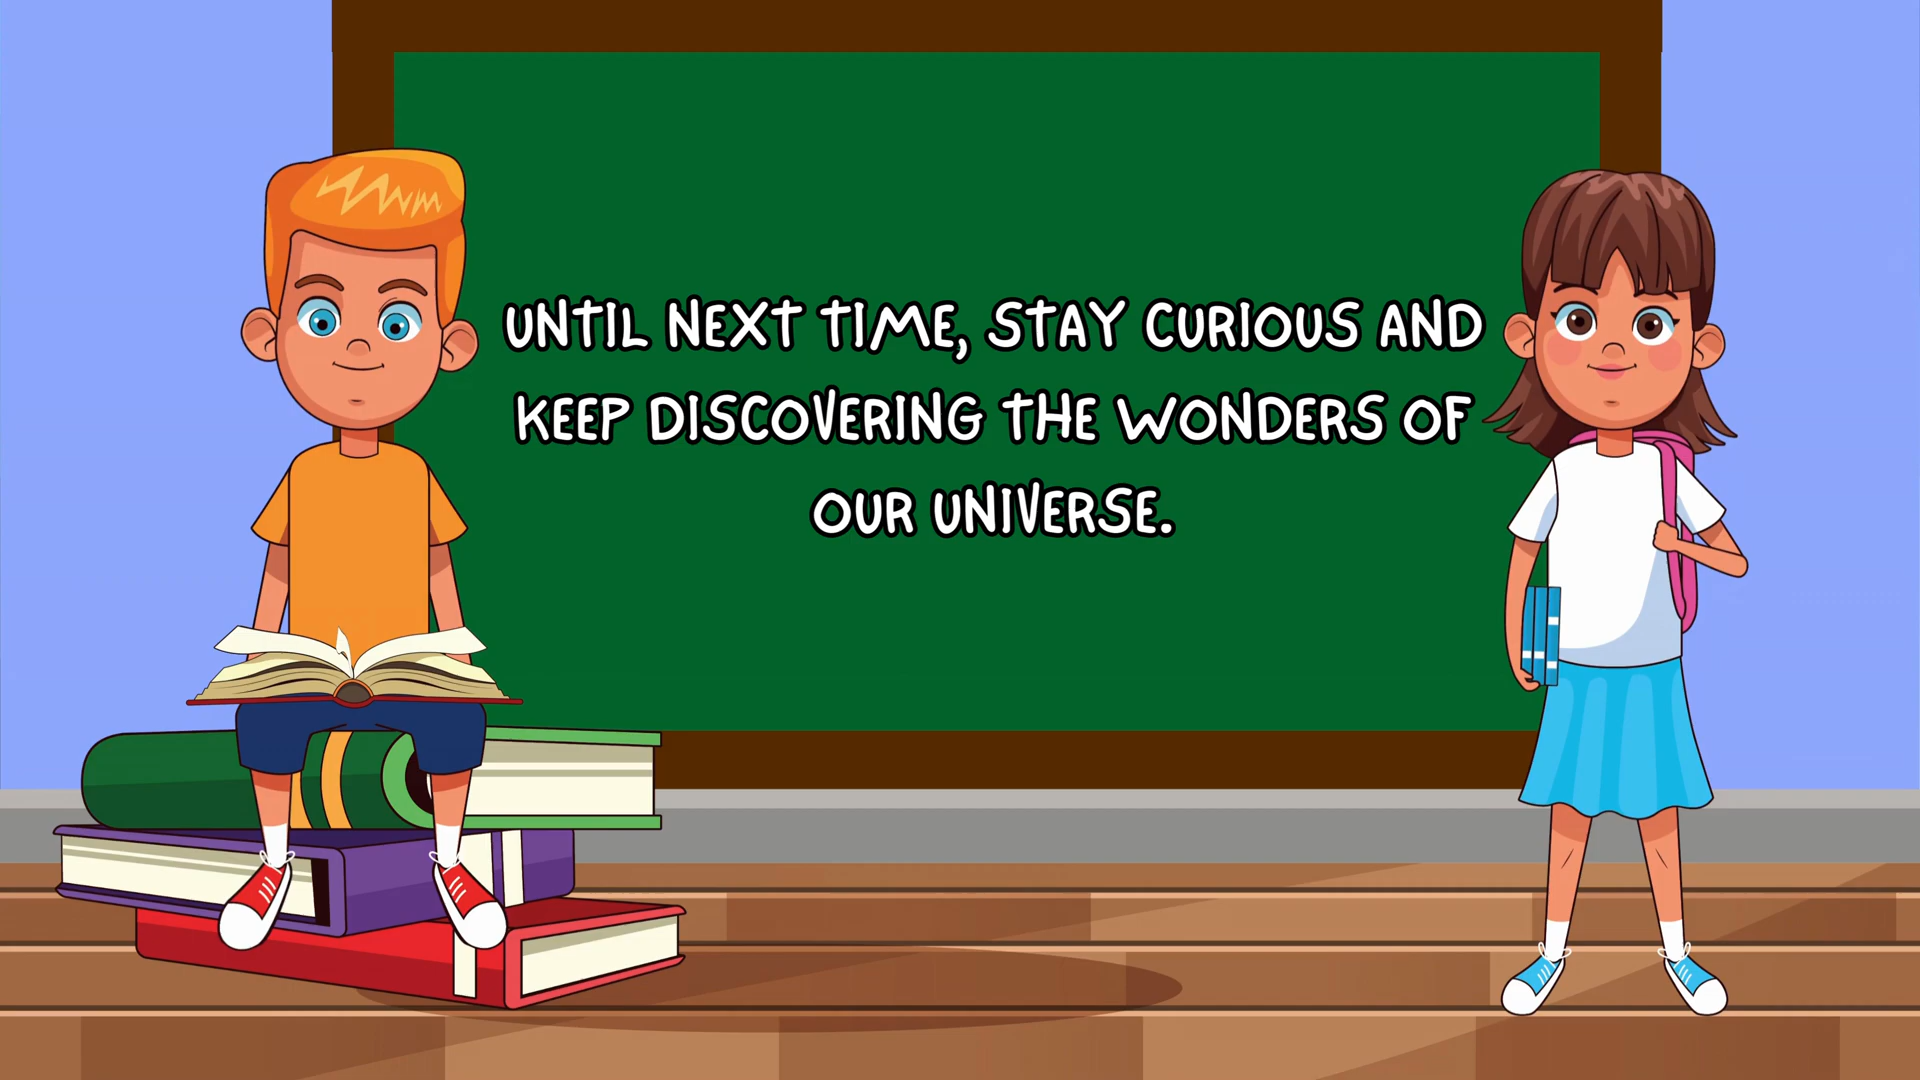 UNTIL NEXT TIME, STAY CURIOUS AND
KEEP DISCOVERING THE WONDERS OF
OUR UNIVERSE.